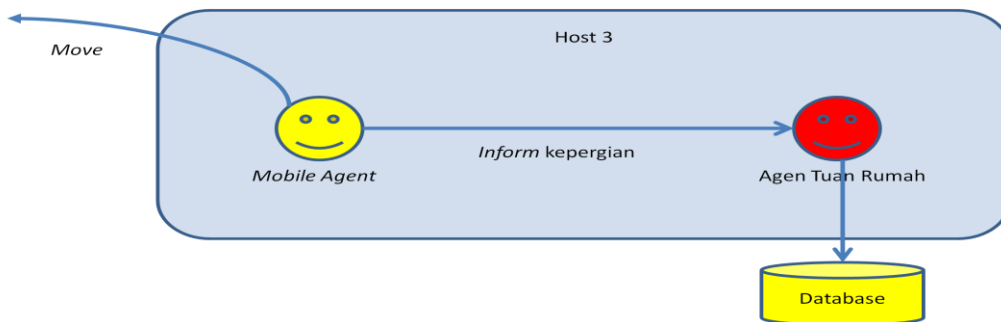 Host 3
Move
Inform kepergian
Mobile Agent
Agen Tuan Rumah
Database